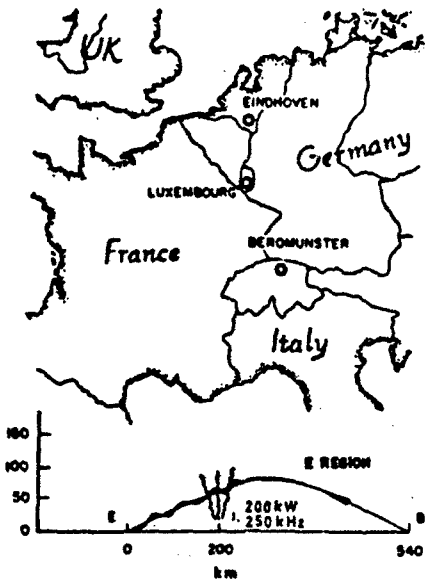 UK
EINDHOVEN
Germany
LUXEMBOURG
BEROMUNSTER
France
Italy
150
100
50
0
E REGION
E
200 kW
250 kHz
B
0 200 540
km